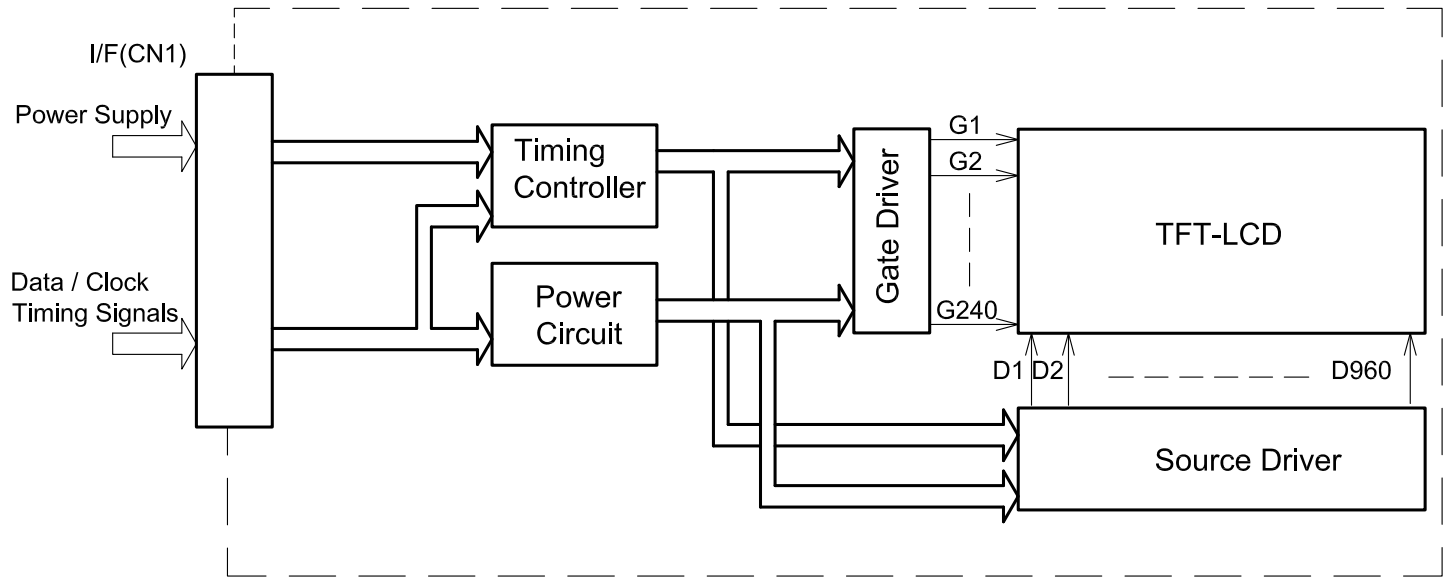 I/F(CN1)
Power Supply
Data / Clock
Timing Signals
Timing
Controller
Power
Circuit
Gate Driver
G1
G2
G240
TFT-LCD
D1
D2
D960
Source Driver